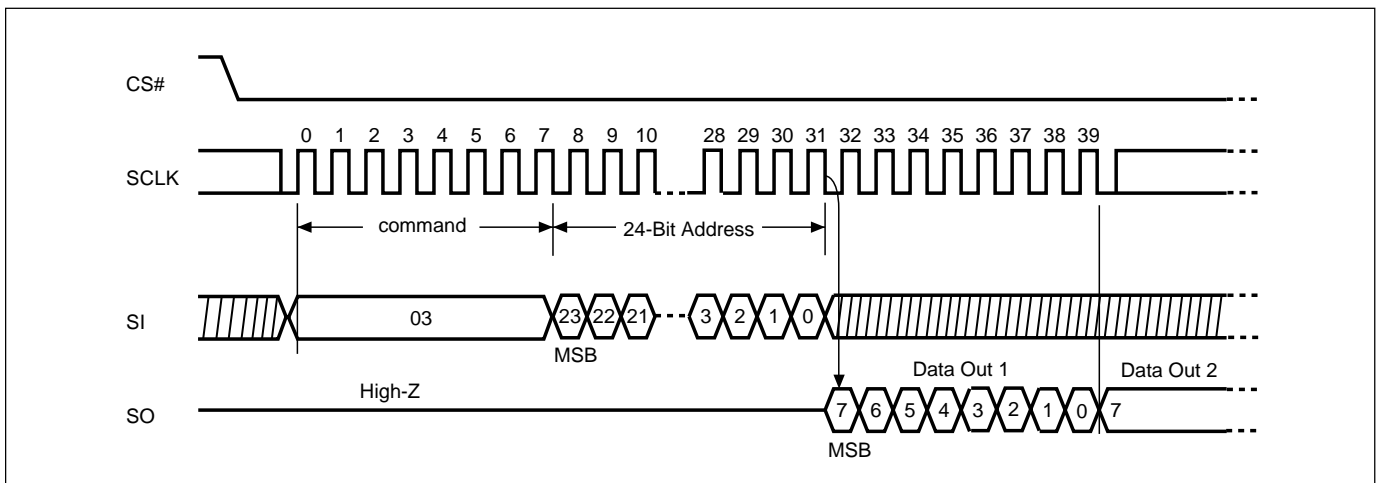 CS#
0 1 2 3 4 5 6 7 8 9 10 28 29 30 31 32 33 34 35 36 37 38 39
SCLK
command 24-Bit Address
SI 03 23 22 21 3 2 1 0
MSB
Data Out 1 Data Out 2
High-Z
SO 7 6 5 4 3 2 1 0 7
MSB